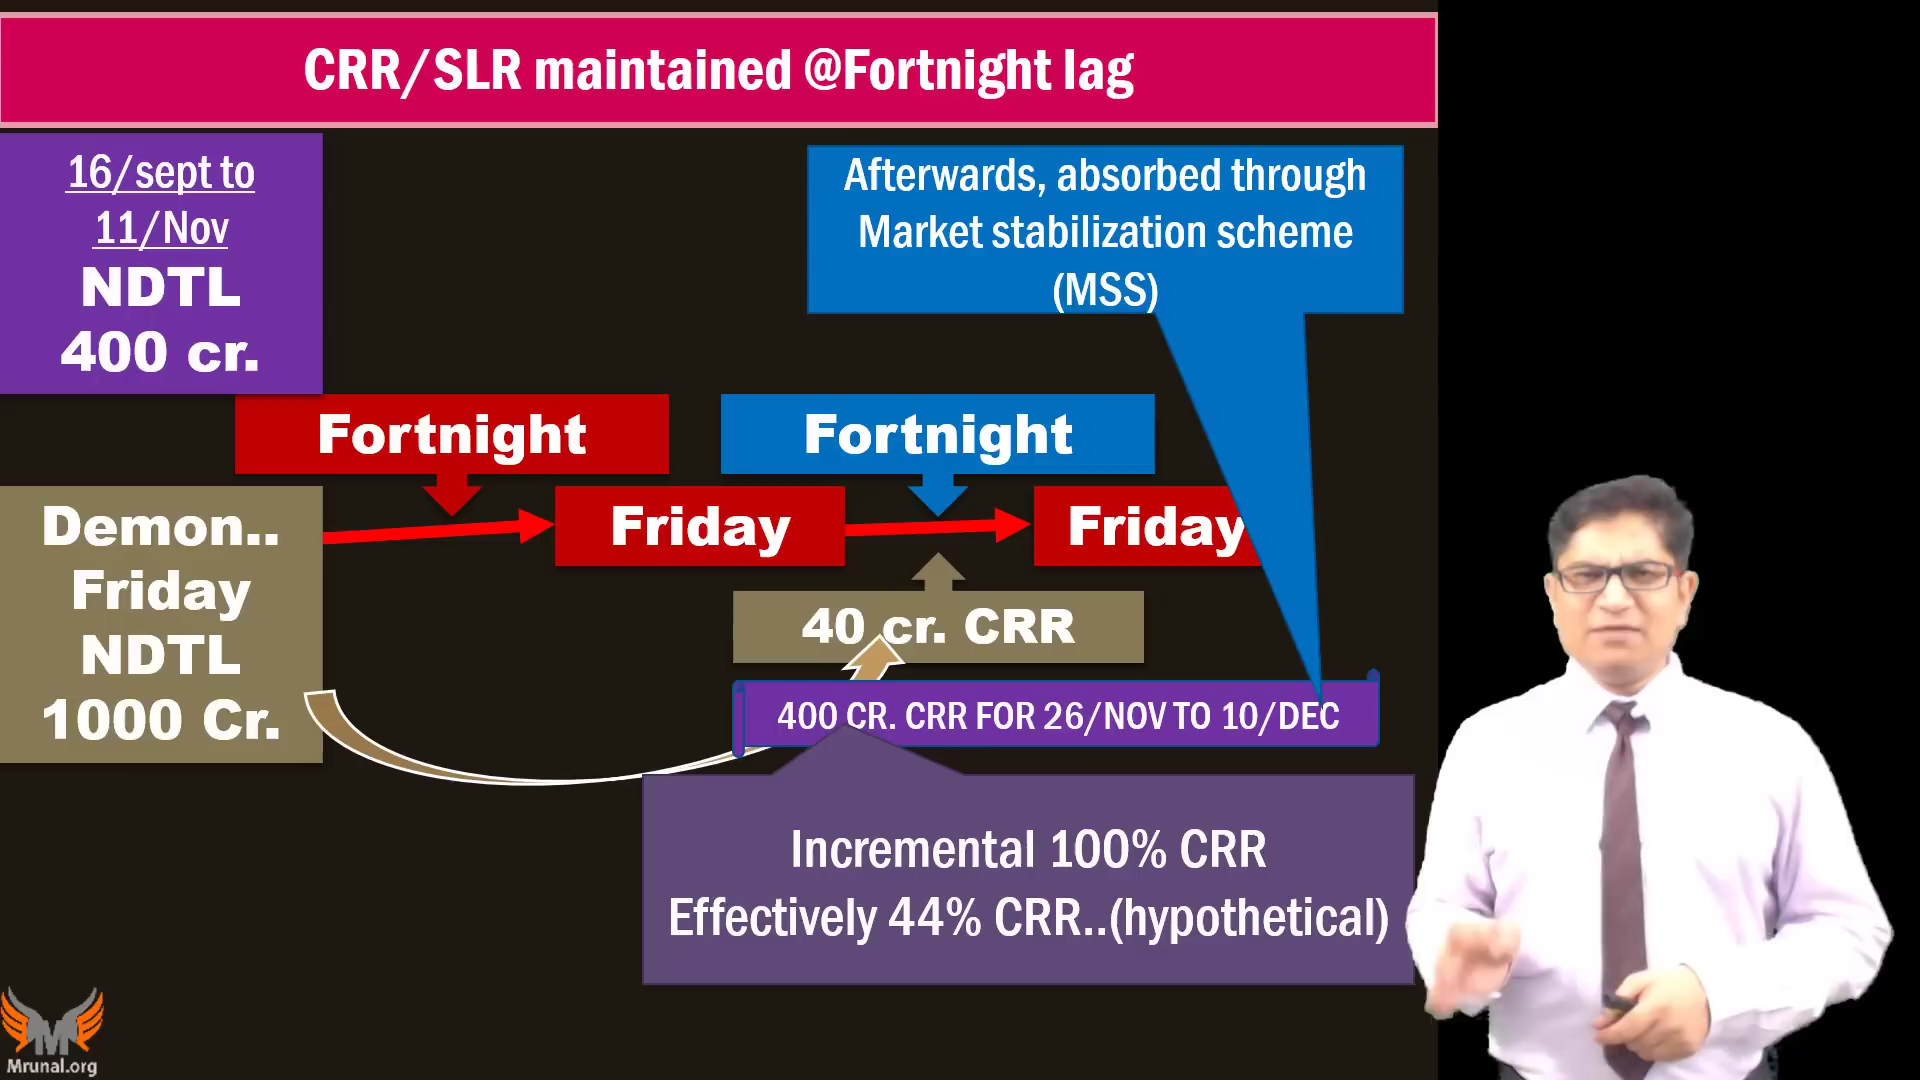 CRR/SLR maintained @Fortnight lag
16/sept to
11/Nov
NDTL
400 cr.
Afterwards, absorbed through
Market stabilization scheme
(MSS)
Fortnight
Fortnight
Demon..
Friday
NDTL
1000 Cr.
Friday
Friday
40 cr. CRR
400 CR. CRR FOR 26/NOV TO 10/DEC
Incremental 100% CRR
Effectively 44% CRR..(hypothetical)
Mrunal.org